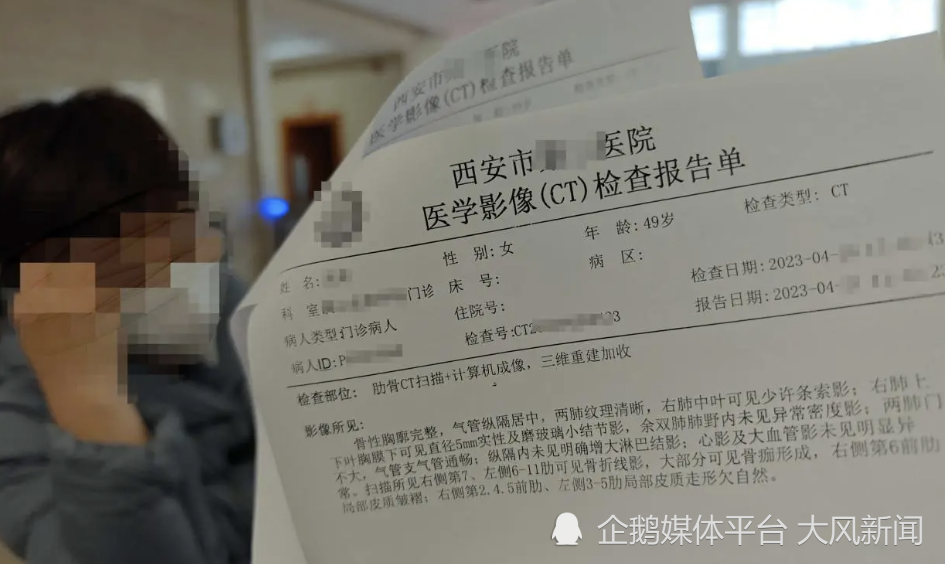 西安市 医院
医学影像(CT)检查报告单
西安市 医院
医学影像(CT)检查报告单
姓 名: 性 别:女 年 龄:49岁 检查类型: CT
科 室 门诊 床 号: 病 区: 检查日期:2023-04-
病人类型门诊病人 住院号: 报告日期:2023-04-
病人ID:P 检查号:CT2 33
检查部位: 肋骨CT扫描+计算机成像,三维重建加收
影像所见:
骨性胸廓完整,气管纵隔居中,两肺纹理清晰,右肺中叶可见少许条索影;右肺上
下叶胸膜下可见直径5mm实性及磨玻璃小结节影,余双肺肺野内未见异常密度影;两肺门
不大,气管支气管通畅;纵隔内未见明确增大淋巴结影;心影及大血管影未见明显异
常。扫描所见右侧第7、左侧6-11肋可见骨折线影,大部分可见骨痂形成,右侧第6前肋
局部皮质皱褶;右侧第2.4.5前肋、左侧3-5肋局部皮质走形欠自然。
企鹅媒体平台 大风新闻